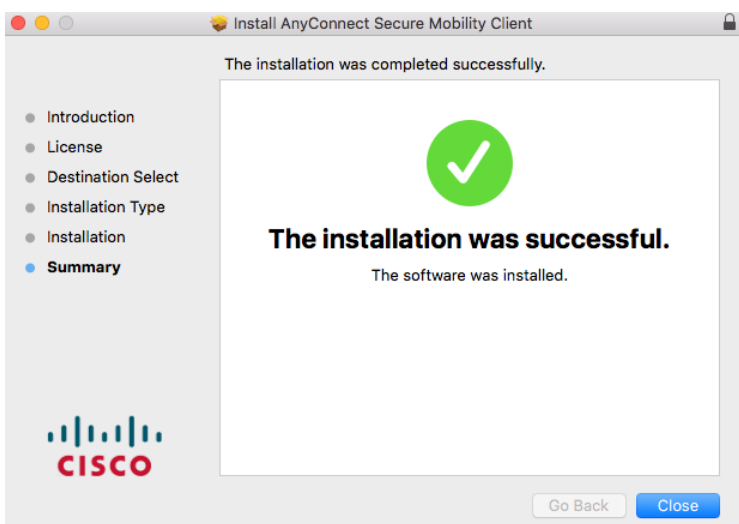 Install AnyConnect Secure Mobility Client
The installation was completed successfully.
Introduction
License
Destination Select
Installation Type
Installation
Summary
The installation was successful.
The software was installed.
CISCO
Go Back
Close